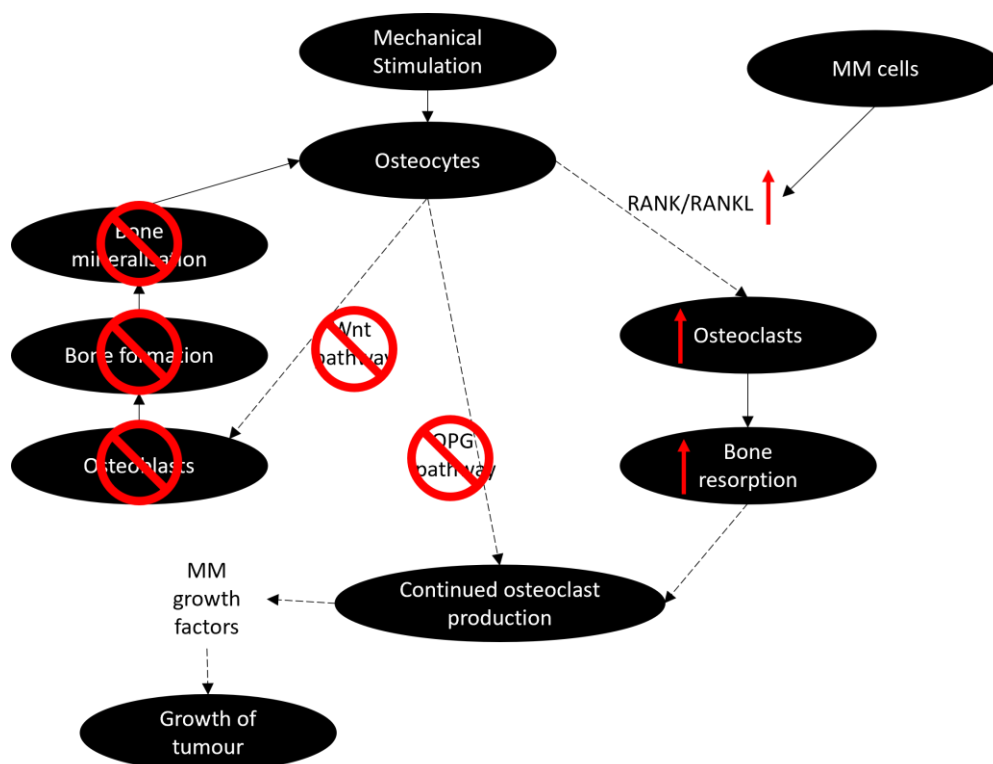 Mechanical
Stimulation
MM cells
Osteocytes
RANK/RANKL
Bone
mineralisation
Wnt
pathway
Osteoclasts
Bone formation
OPG
pathway
Bone
resorption
Osteoblasts
MM
growth
factors
Continued osteoclast
production
Growth of
tumour